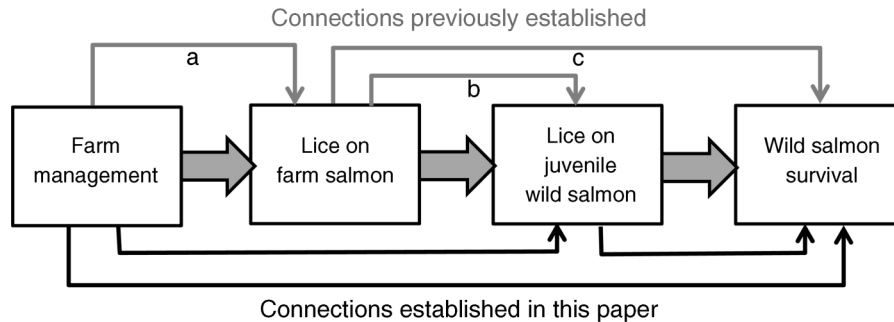 Connections previously established
a
c
b
Farm
management
Lice on
farm salmon
Lice on
juvenile
wild salmon
Wild salmon
survival
Connections established in this paper